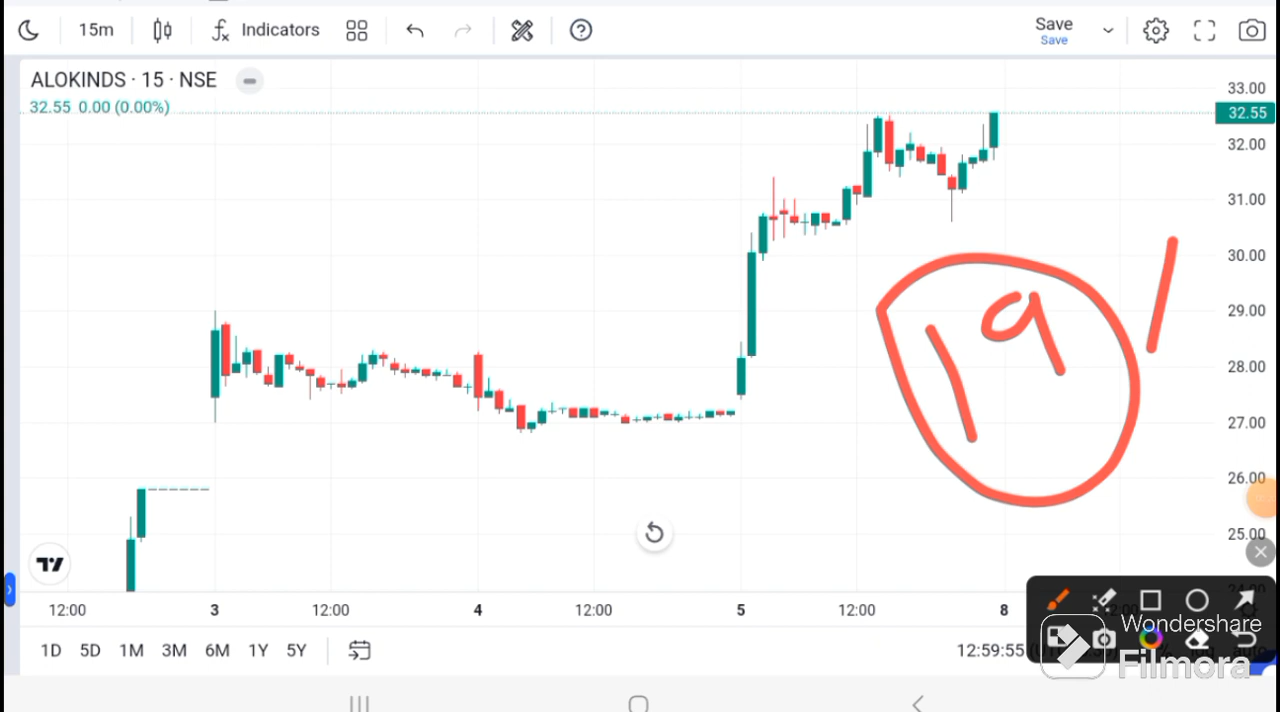 15m Indicators Save
Save
ALOKINDS · 15 · NSE
32.55 0.00 (0.00%)
33.00
32.55
32.00
31.00
30.00
29.00
28.00
27.00
26.00
25.00
19
12:00 3 12:00 4 12:00 5 12:00 8
1D 5D 1M 3M 6M 1Y 5Y 12:59:55
Wondershare
Filmora